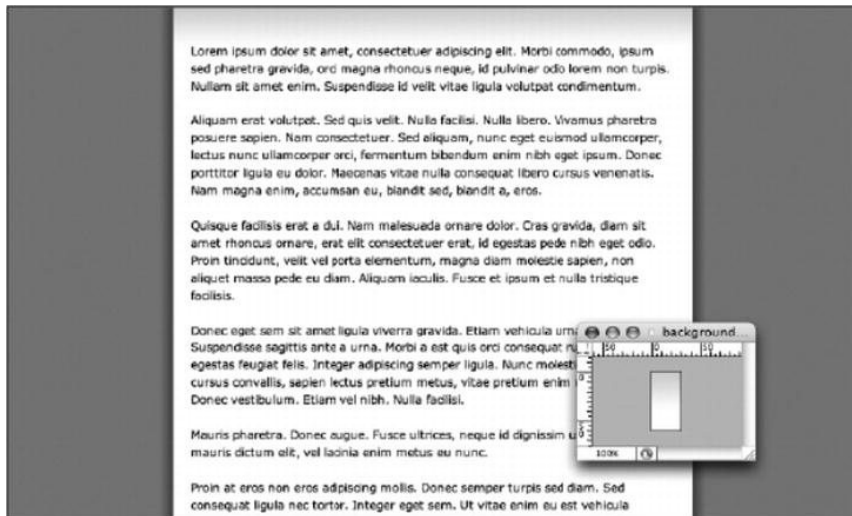 Lorem ipsum dolor sit amet, consectetuer adipiscing elit. Morbi commodo, ipsum
sed pharetra gravida, orci magna rhoncus neque, id pulvinar odio lorem non turpis.
Nullam sit amet enim. Suspendisse id velit vitae ligula volutpat condimentum.
Aliquam erat volutpat. Sed quis velit. Nulla facilisi. Nulla libero. Vivamus pharetra
posuere sapien. Nam consectetuer. Sed aliquam, nunc eget euismod ullamcorper,
lectus nunc ullamcorper orci, fermentum bibendum enim nibh eget ipsum. Donec
porttitor ligula eu dolor. Maecenas vitae nulla consequat libero cursus venenatis.
Nam magna enim, accumsan eu, blandit sed, blandit a, eros.
Quisque facilisis erat a dui. Nam malesuada ornare dolor. Cras gravida, diam sit
amet rhoncus ornare, erat elit consectetuer erat, id egestas pede nibh eget odio.
Proin tincidunt, velit vel porta elementum, magna diam molestie sapien, non
aliquet massa pede eu diam. Aliquam iaculis. Fusce et ipsum et nulla tristique
facilisis.
Donec eget sem sit amet ligula viverra gravida. Etiam vehicula urn
Suspendisse sagittis ante a urna. Morbi a est quis orci consequat ru
egestas feugiat felis. Integer adipiscing semper ligula. Nunc molesti
cursus convallis, sapien lectus pretium metus, vitae pretium enim
Donec vestibulum. Etiam vel nibh. Nulla facilisi.
background...
50 0 50
0
100%
Mauris pharetra. Donec augue. Fusce ultrices, neque id dignissim u
mauris dictum elit, vel lacinia enim metus eu nunc.
Proin at eros non eros adipiscing mollis. Donec semper turpis sed diam. Sed
consequat ligula nec tortor. Integer eget sem. Ut vitae enim eu est vehicula